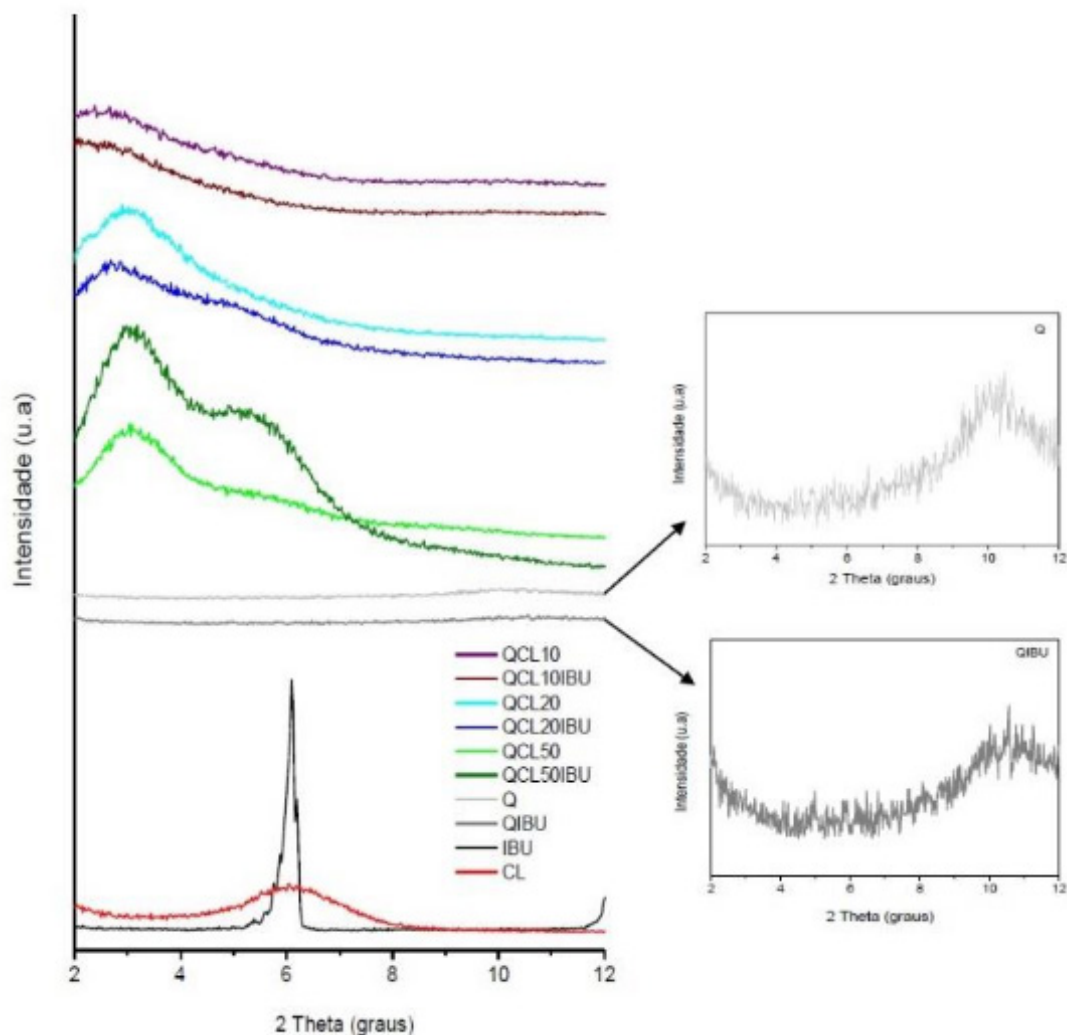 Intensidade (u.a)
QCL10
QCL10IBU
QCL20
QCL20IBU
QCL50
QCL50IBU
Q
QIBU
IBU
CL
2 4 6 8 10 12
2 Theta (graus)
Q
Intensidade (u.a)
2 4 6 8 10 12
2 Theta (graus)
QIBU
Intensidade (u.a)
2 4 6 8 10 12
2 Theta (graus)